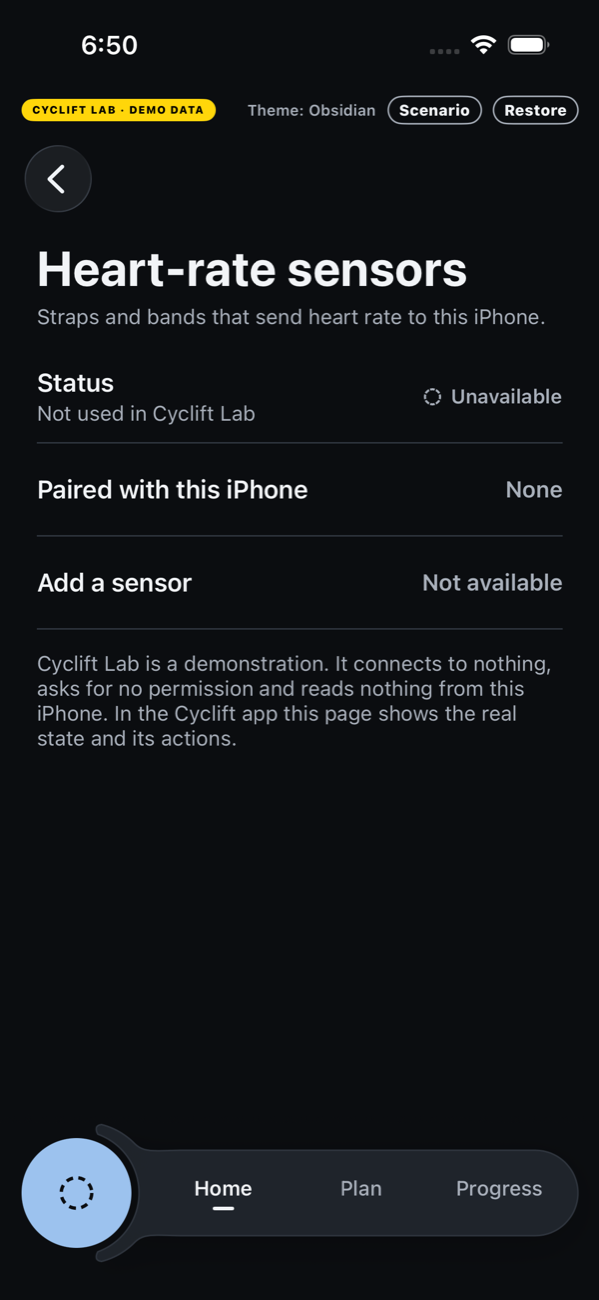 6:50
CYCLIFT LAB · DEMO DATA Theme: Obsidian Scenario Restore
Heart-rate sensors
Straps and bands that send heart rate to this iPhone.
Status
Not used in Cyclift Lab
Unavailable
Paired with this iPhone None
Add a sensor Not available
Cyclift Lab is a demonstration. It connects to nothing,
asks for no permission and reads nothing from this
iPhone. In the Cyclift app this page shows the real
state and its actions.
Home Plan Progress